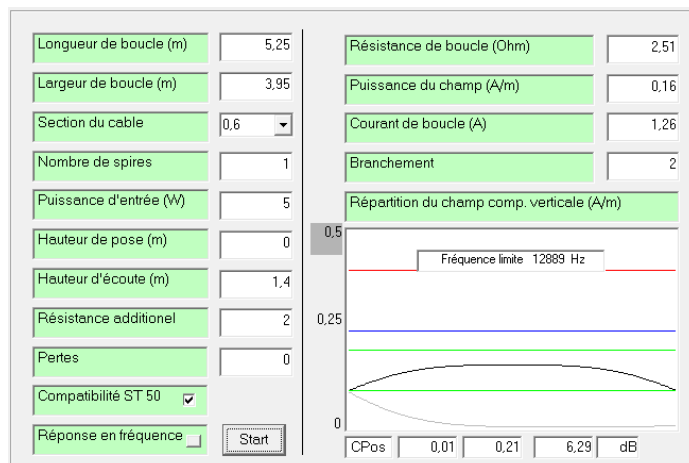 Longueur de boucle (m) 5,25
Largeur de boucle (m) 3,95
Section du cable 0,6
Nombre de spires 1
Puissance d'entrée (W) 5
Hauteur de pose (m) 0
Hauteur d'écoute (m) 1,4
Résistance additionel 2
Pertes 0
Compatibilité ST 50
Réponse en fréquence
Start
Résistance de boucle (Ohm) 2,51
Puissance du champ (A/m) 0,16
Courant de boucle (A) 1,26
Branchement 2
Répartition du champ comp. verticale (A/m)
0,5
Fréquence limite 12889 Hz
0,25
0
CPos 0,01 0,21 6,29 dB